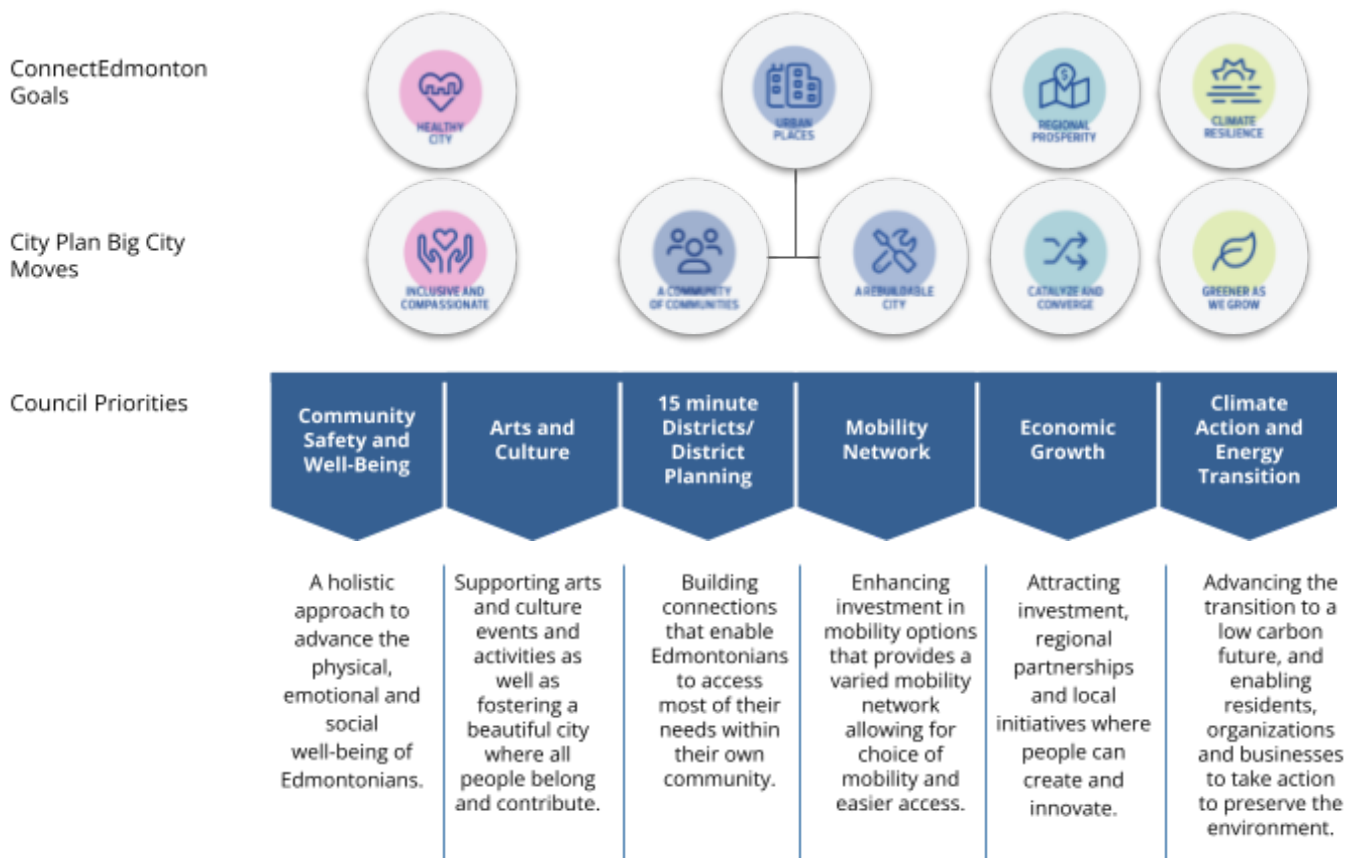 ConnectEdmonton
Goals
HEALTHY
CITY
URBAN
PLACES
REGIONAL
PROSPERITY
CLIMATE
RESILIENCE
City Plan Big City
Moves
INCLUSIVE AND
COMPASSIONATE
A COMMUNITY
OF COMMUNITIES
A REBUILDABLE
CITY
CATALYZE AND
CONVERGE
GREENER AS
WE GROW
Council Priorities
Community
Safety and
Well-Being
Arts and
Culture
15 minute
Districts/
District
Planning
Mobility
Network
Economic
Growth
Climate
Action and
Energy
Transition
A holistic
approach to
advance the
physical,
emotional and
social
well-being of
Edmontonians.
Supporting arts
and culture
events and
activities as
well as
fostering a
beautiful city
where all
people belong
and contribute.
Building
connections
that enable
Edmontonians
to access
most of their
needs within
their own
community.
Enhancing
investment in
mobility options
that provides a
varied mobility
network
allowing for
choice of
mobility and
easier access.
Attracting
investment,
regional
partnerships
and local
initiatives where
people can
create and
innovate.
Advancing the
transition to a
low carbon
future, and
enabling
residents,
organizations
and businesses
to take action
to preserve the
environment.